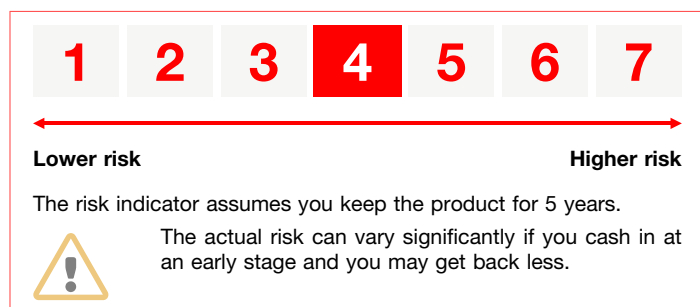 1 2 3 4 5 6 7
Lower risk Higher risk
The risk indicator assumes you keep the product for 5 years.
The actual risk can vary significantly if you cash in at
an early stage and you may get back less.